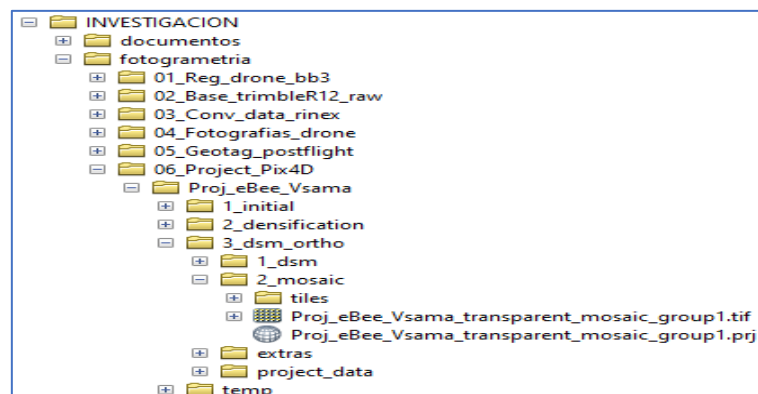 INVESTIGACION
documentos
fotogrametria
01_Reg_drone_bb3
02_Base_trimbleR12_raw
03_Conv_data_rinex
04_Fotografias_drone
05_Geotag_postflight
06_Project_Pix4D
Proj_eBee_Vsama
1_initial
2_densification
3_dsm_ortho
1_dsm
2_mosaic
tiles
Proj_eBee_Vsama_transparent_mosaic_group1.tif
Proj_eBee_Vsama_transparent_mosaic_group1.prj
extras
project_data
temp